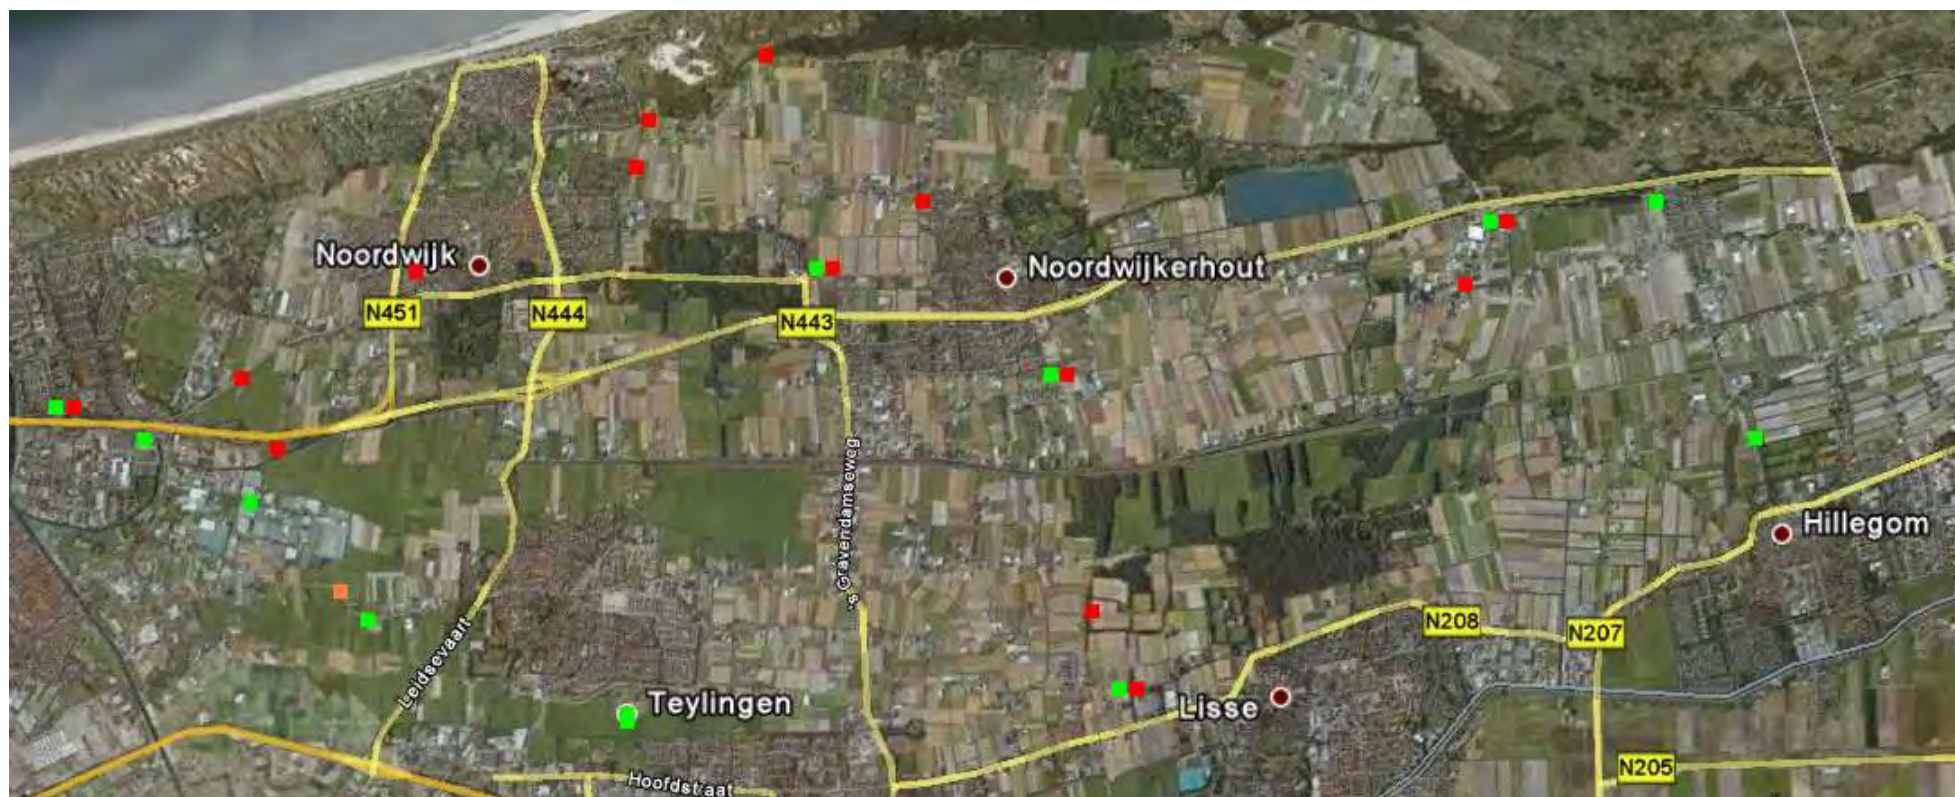 Noordwijk
Noordwijkerhout
N451
N444
N443
's Gravendamseweg
Hillegom
N208
N207
Leidsevaart
Teylingen
Lisse
N205
Hoofdstraat